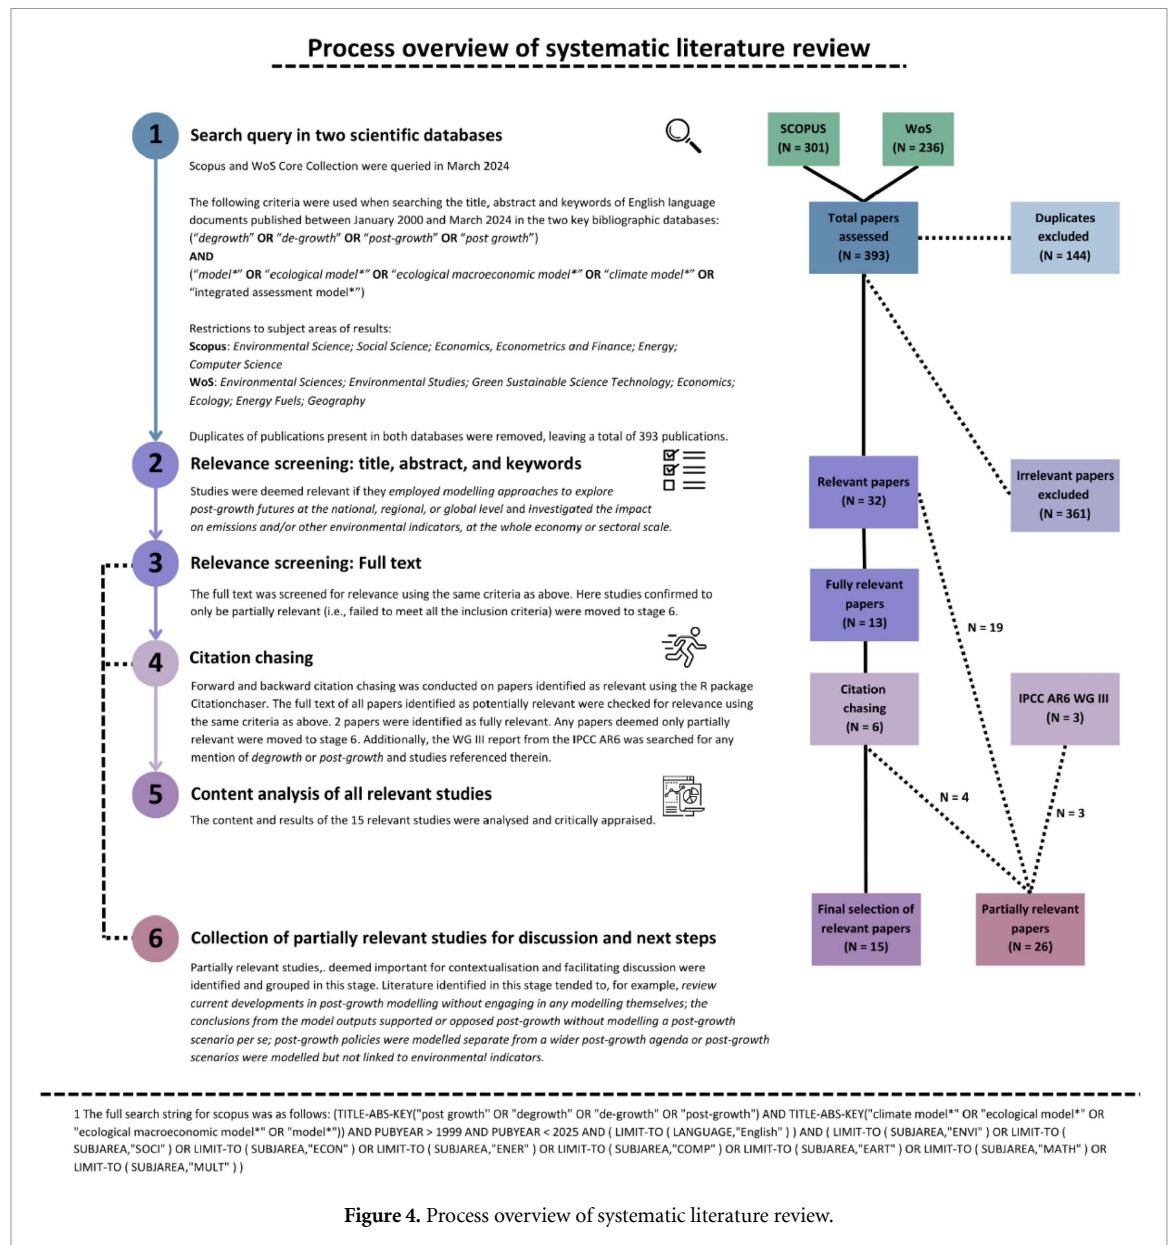 Process overview of systematic literature review
1
Search query in two scientific databases
Scopus and WoS Core Collection were queried in March 2024
The following criteria were used when searching the title, abstract and keywords of English language
documents published between January 2000 and March 2024 in the two key bibliographic databases:
("degrowth" OR "de-growth" OR "post-growth" OR "post growth")
AND
("model*" OR "ecological model*" OR "ecological macroeconomic model*" OR "climate model*" OR
"integrated assessment model*")
Restrictions to subject areas of results:
Scopus: Environmental Science; Social Science; Economics, Econometrics and Finance; Energy;
Computer Science
WoS: Environmental Sciences; Environmental Studies; Green Sustainable Science Technology; Economics;
Ecology; Energy Fuels; Geography
Duplicates of publications present in both databases were removed, leaving a total of 393 publications.
2
Relevance screening: title, abstract, and keywords
Studies were deemed relevant if they employed modelling approaches to explore
post-growth futures at the national, regional, or global level and investigated the impact
on emissions and/or other environmental indicators, at the whole economy or sectoral scale.
3
Relevance screening: Full text
The full text was screened for relevance using the same criteria as above. Here studies confirmed to
only be partially relevant (i.e., failed to meet all the inclusion criteria) were moved to stage 6.
4
Citation chasing
Forward and backward citation chasing was conducted on papers identified as relevant using the R package
Citationchaser. The full text of all papers identified as potentially relevant were checked for relevance using
the same criteria as above. 2 papers were identified as fully relevant. Any papers deemed only partially
relevant were moved to stage 6. Additionally, the WG III report from the IPCC AR6 was searched for any
mention of degrowth or post-growth and studies referenced therein.
5
Content analysis of all relevant studies
The content and results of the 15 relevant studies were analysed and critically appraised.
6
Collection of partially relevant studies for discussion and next steps
Partially relevant studies,. deemed important for contextualisation and facilitating discussion were
identified and grouped in this stage. Literature identified in this stage tended to, for example, review
current developments in post-growth modelling without engaging in any modelling themselves; the
conclusions from the model outputs supported or opposed post-growth without modelling a post-growth
scenario per se; post-growth policies were modelled separate from a wider post-growth agenda or post-growth
scenarios were modelled but not linked to environmental indicators.
SCOPUS
(N = 301)
WoS
(N = 236)
Total papers
assessed
(N = 393)
Duplicates
excluded
(N = 144)
Relevant papers
(N = 32)
Irrelevant papers
excluded
(N = 361)
Fully relevant
papers
(N = 13)
N = 19
Citation
chasing
(N = 6)
IPCC AR6 WG III
(N = 3)
N = 4
N = 3
Final selection of
relevant papers
(N = 15)
Partially relevant
papers
(N = 26)
1 The full search string for scopus was as follows: (TITLE-ABS-KEY("post growth" OR "degrowth" OR "de-growth" OR "post-growth") AND TITLE-ABS-KEY("climate model*" OR "ecological model*" OR
"ecological macroeconomic model*" OR "model*")) AND PUBYEAR > 1999 AND PUBYEAR < 2025 AND ( LIMIT-TO ( LANGUAGE,"English" ) ) AND ( LIMIT-TO ( SUBJAREA,"ENVI" ) OR LIMIT-TO (
SUBJAREA,"SOCI" ) OR LIMIT-TO ( SUBJAREA,"ECON" ) OR LIMIT-TO ( SUBJAREA,"ENER" ) OR LIMIT-TO ( SUBJAREA,"COMP" ) OR LIMIT-TO ( SUBJAREA,"EART" ) OR LIMIT-TO ( SUBJAREA,"MATH" ) OR
LIMIT-TO ( SUBJAREA,"MULT" ) )
Figure 4. Process overview of systematic literature review.